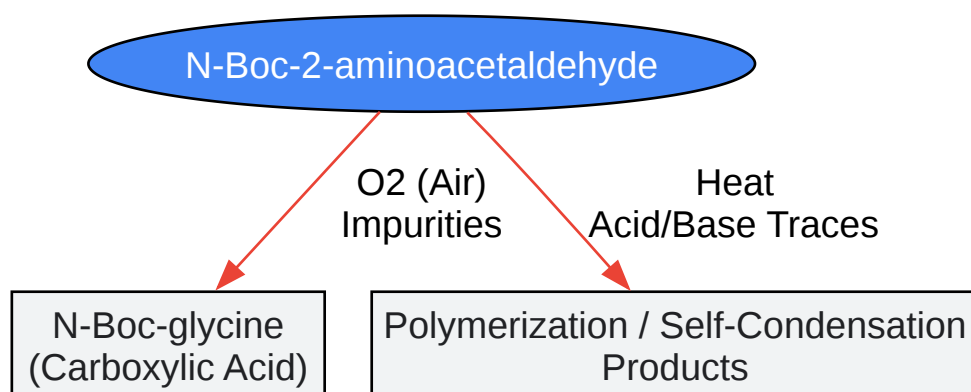 N-Boc-2-aminoacetaldehyde
O2 (Air)
Impurities
Heat
Acid/Base Traces
N-Boc-glycine
(Carboxylic Acid)
Polymerization / Self-Condensation
Products